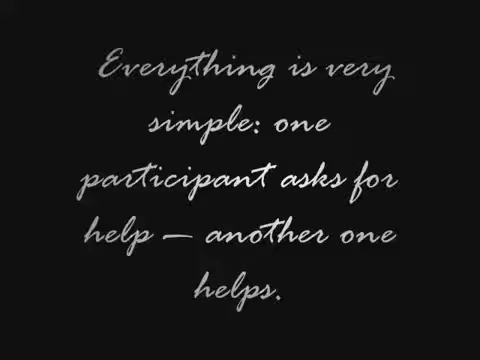 Everything is very
simple: one
participant asks for
help — another one
helps.